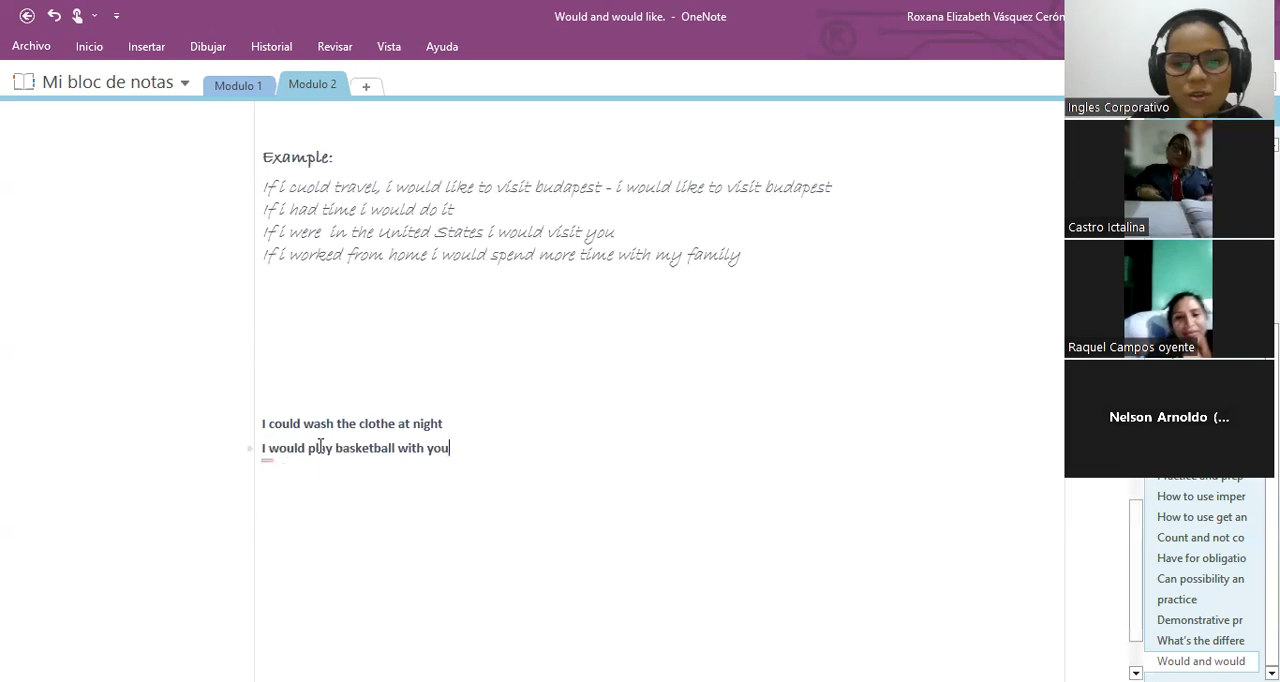 Would and would like. - OneNote
Roxana Elizabeth Vásquez Cerón
Archivo Inicio Insertar Dibujar Historial Revisar Vista Ayuda
Mi bloc de notas Modulo 1 Modulo 2 +
Ingles Corporativo
Castro Ictalina
Raquel Campos oyente
Nelson Arnoldo (...
Example:
If i cuold travel, i would like to visit budapest - i would like to visit budapest
If i had time i would do it
If i were in the United States i would visit you
If i worked from home i would spend more time with my family
I could wash the clothe at night
I would play basketball with you
Practice and prep
How to use imper
How to use get an
Count and not co
Have for obligatio
Can possibility an
practice
Demonstrative pr
What's the differe
Would and would